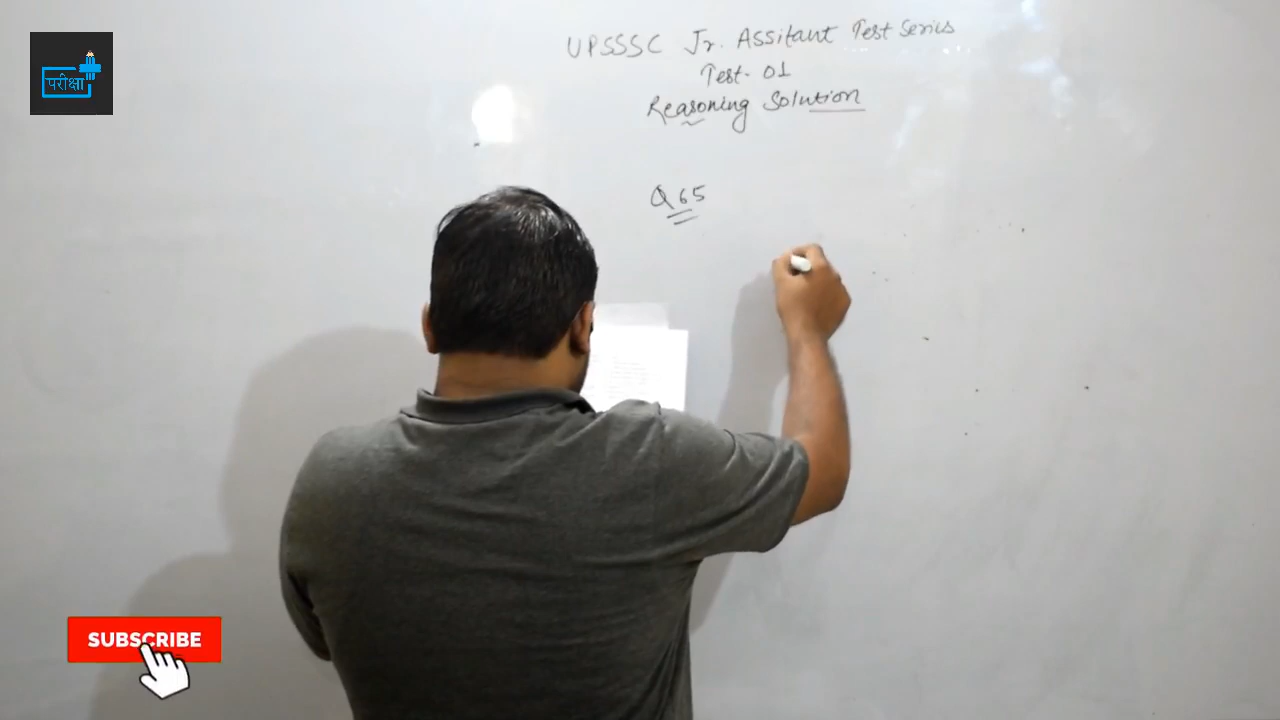 परीक्षा
UPSSSC Jr. Assitant Test Series
Test- 01
Reasoning Solution
Q65
SUBSCRIBE